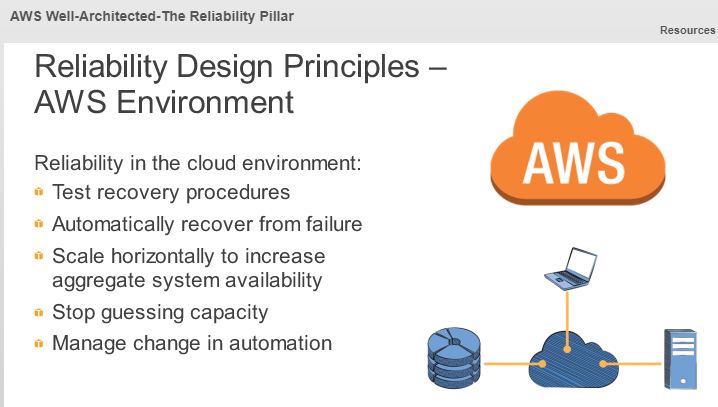 AWS Well-Architected-The Reliability Pillar
Resources
Reliability Design Principles –
AWS Environment
AWS
Reliability in the cloud environment:
Test recovery procedures
Automatically recover from failure
Scale horizontally to increase
aggregate system availability
Stop guessing capacity
Manage change in automation